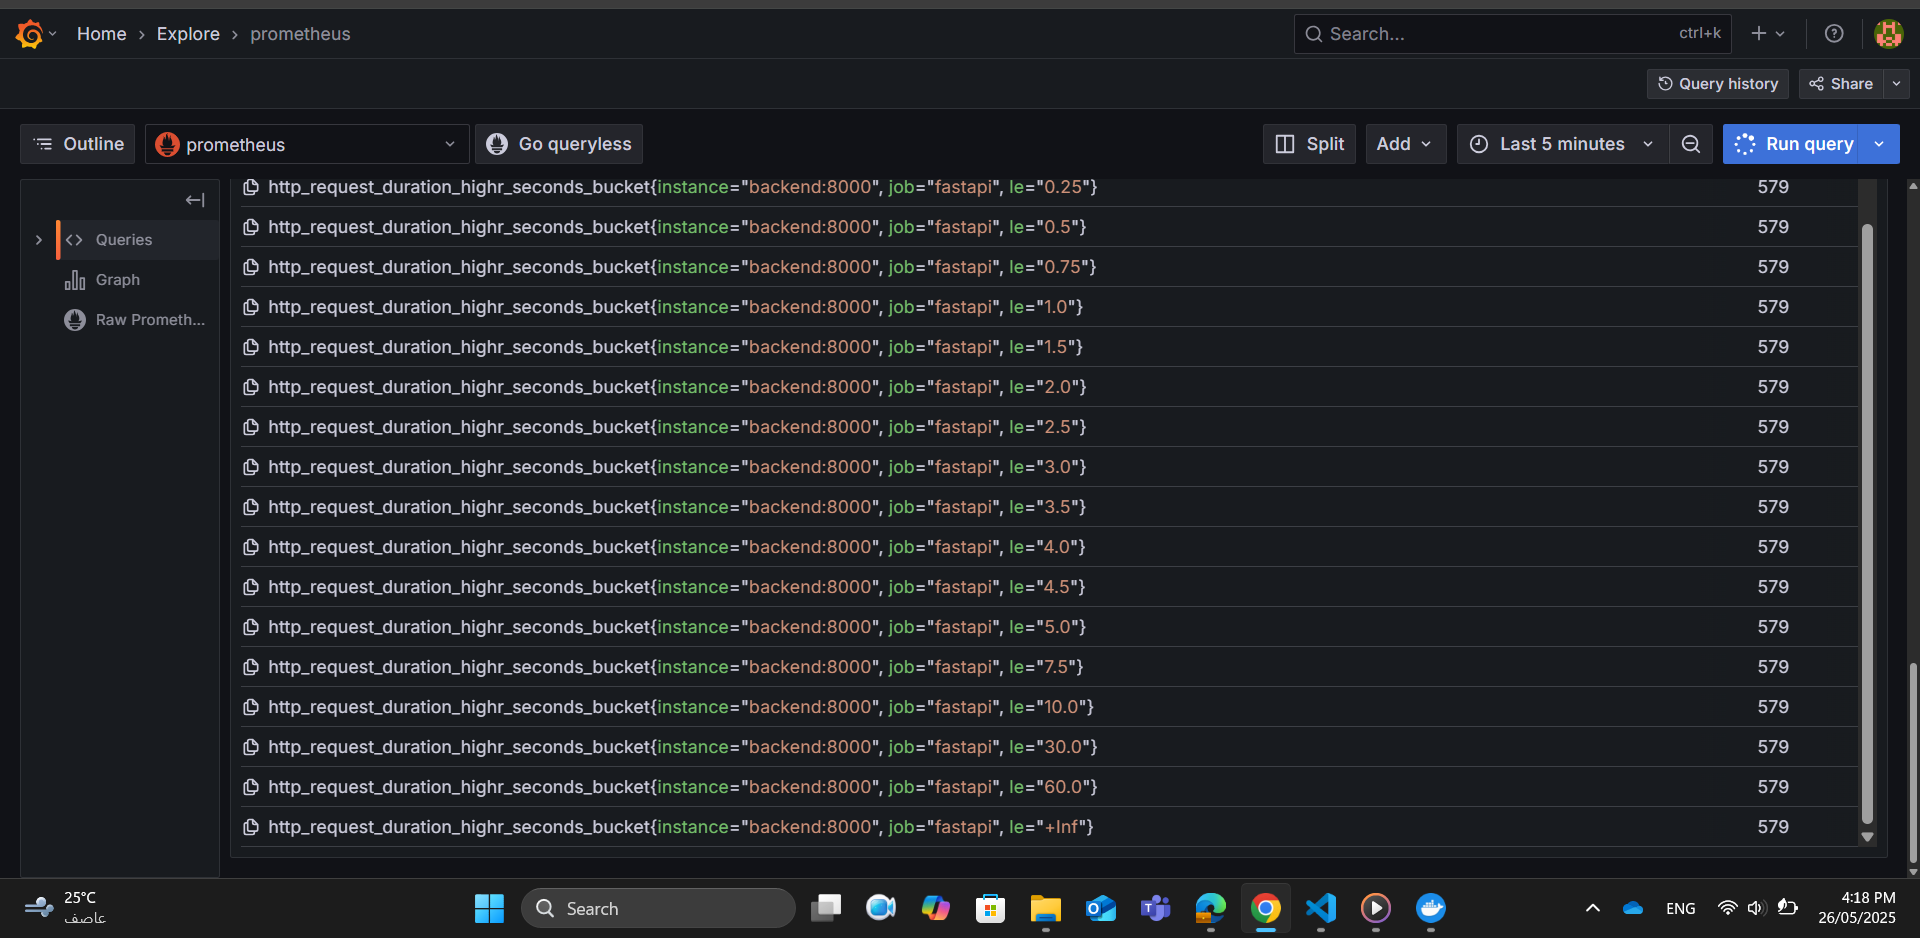 Home › Explore › prometheus
Search... ctrl+k
Query history
Share
Outline
prometheus
Go queryless
Split
Add
Last 5 minutes
Run query
Queries
Graph
Raw Prometh...
http_request_duration_highr_seconds_bucket{instance="backend:8000", job="fastapi", le="0.25"} 579
http_request_duration_highr_seconds_bucket{instance="backend:8000", job="fastapi", le="0.5"} 579
http_request_duration_highr_seconds_bucket{instance="backend:8000", job="fastapi", le="0.75"} 579
http_request_duration_highr_seconds_bucket{instance="backend:8000", job="fastapi", le="1.0"} 579
http_request_duration_highr_seconds_bucket{instance="backend:8000", job="fastapi", le="1.5"} 579
http_request_duration_highr_seconds_bucket{instance="backend:8000", job="fastapi", le="2.0"} 579
http_request_duration_highr_seconds_bucket{instance="backend:8000", job="fastapi", le="2.5"} 579
http_request_duration_highr_seconds_bucket{instance="backend:8000", job="fastapi", le="3.0"} 579
http_request_duration_highr_seconds_bucket{instance="backend:8000", job="fastapi", le="3.5"} 579
http_request_duration_highr_seconds_bucket{instance="backend:8000", job="fastapi", le="4.0"} 579
http_request_duration_highr_seconds_bucket{instance="backend:8000", job="fastapi", le="4.5"} 579
http_request_duration_highr_seconds_bucket{instance="backend:8000", job="fastapi", le="5.0"} 579
http_request_duration_highr_seconds_bucket{instance="backend:8000", job="fastapi", le="7.5"} 579
http_request_duration_highr_seconds_bucket{instance="backend:8000", job="fastapi", le="10.0"} 579
http_request_duration_highr_seconds_bucket{instance="backend:8000", job="fastapi", le="30.0"} 579
http_request_duration_highr_seconds_bucket{instance="backend:8000", job="fastapi", le="60.0"} 579
http_request_duration_highr_seconds_bucket{instance="backend:8000", job="fastapi", le="+Inf"} 579
25°C
عاصف
Search
ENG
4:18 PM
26/05/2025